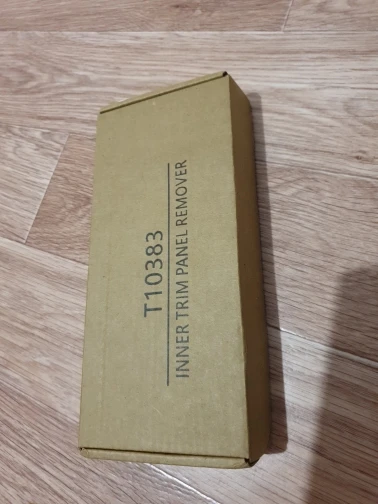 T10383
INNER TRIM PANEL REMOVER